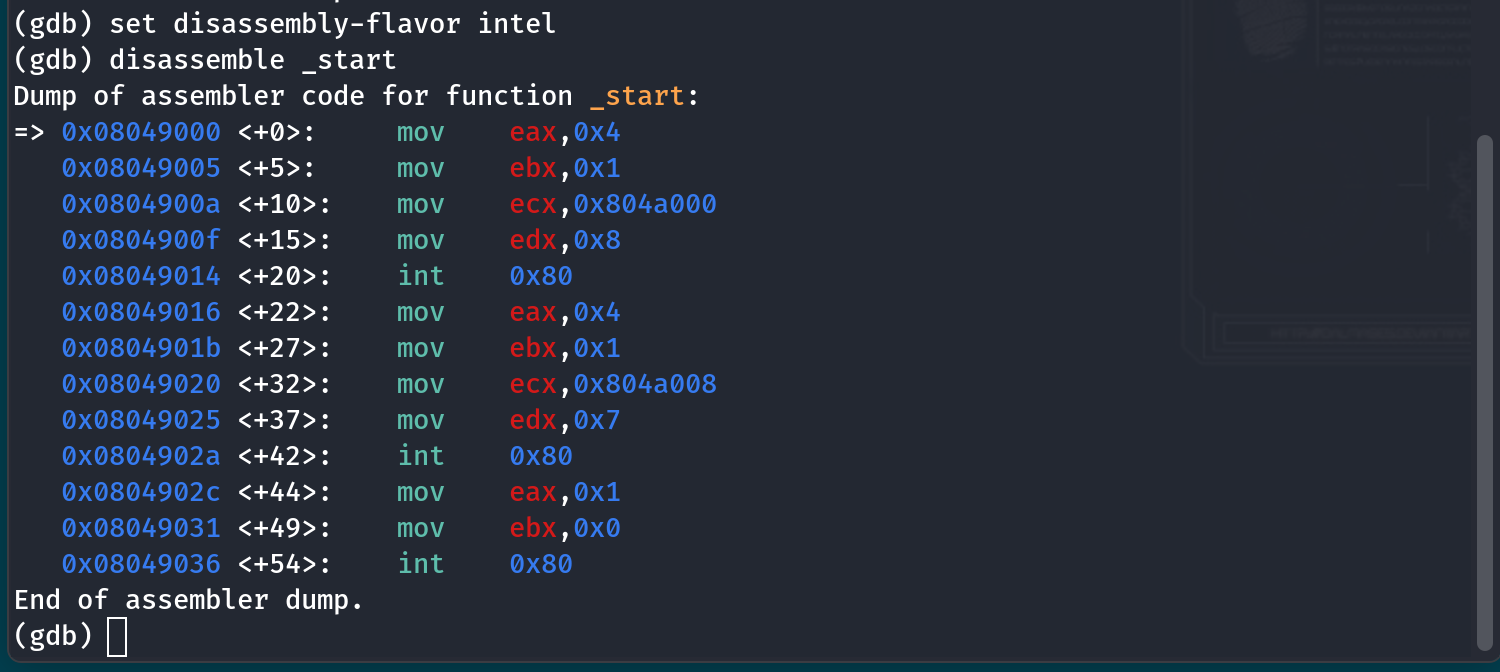 (gdb) set disassembly-flavor intel
(gdb) disassemble _start
Dump of assembler code for function _start:
=> 0x08049000 <+0>:     mov    eax,0x4
   0x08049005 <+5>:     mov    ebx,0x1
   0x0804900a <+10>:    mov    ecx,0x804a000
   0x0804900f <+15>:    mov    edx,0x8
   0x08049014 <+20>:    int    0x80
   0x08049016 <+22>:    mov    eax,0x4
   0x0804901b <+27>:    mov    ebx,0x1
   0x08049020 <+32>:    mov    ecx,0x804a008
   0x08049025 <+37>:    mov    edx,0x7
   0x0804902a <+42>:    int    0x80
   0x0804902c <+44>:    mov    eax,0x1
   0x08049031 <+49>:    mov    ebx,0x0
   0x08049036 <+54>:    int    0x80
End of assembler dump.
(gdb)